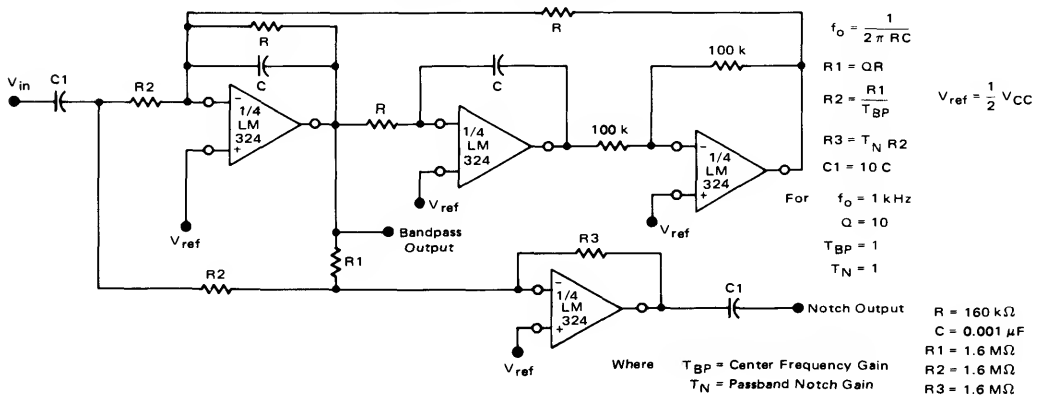 R
R
C
100 k
V_in
C1
R2
− 1/4 LM 324 +
V_ref
R
C
− 1/4 LM 324 +
V_ref
100 k
− 1/4 LM 324 +
V_ref
Bandpass Output
R1
R2
R3
− 1/4 LM 324 +
V_ref
C1
Notch Output
f_o = 1 / 2 π RC
R1 = QR
R2 = R1 / T_BP
R3 = T_N R2
C1 = 10 C
V_ref = 1/2 V_CC
For f_o = 1 kHz
Q = 10
T_BP = 1
T_N = 1
R = 160 kΩ
C = 0.001 μF
R1 = 1.6 MΩ
R2 = 1.6 MΩ
R3 = 1.6 MΩ
Where T_BP = Center Frequency Gain
T_N = Passband Notch Gain